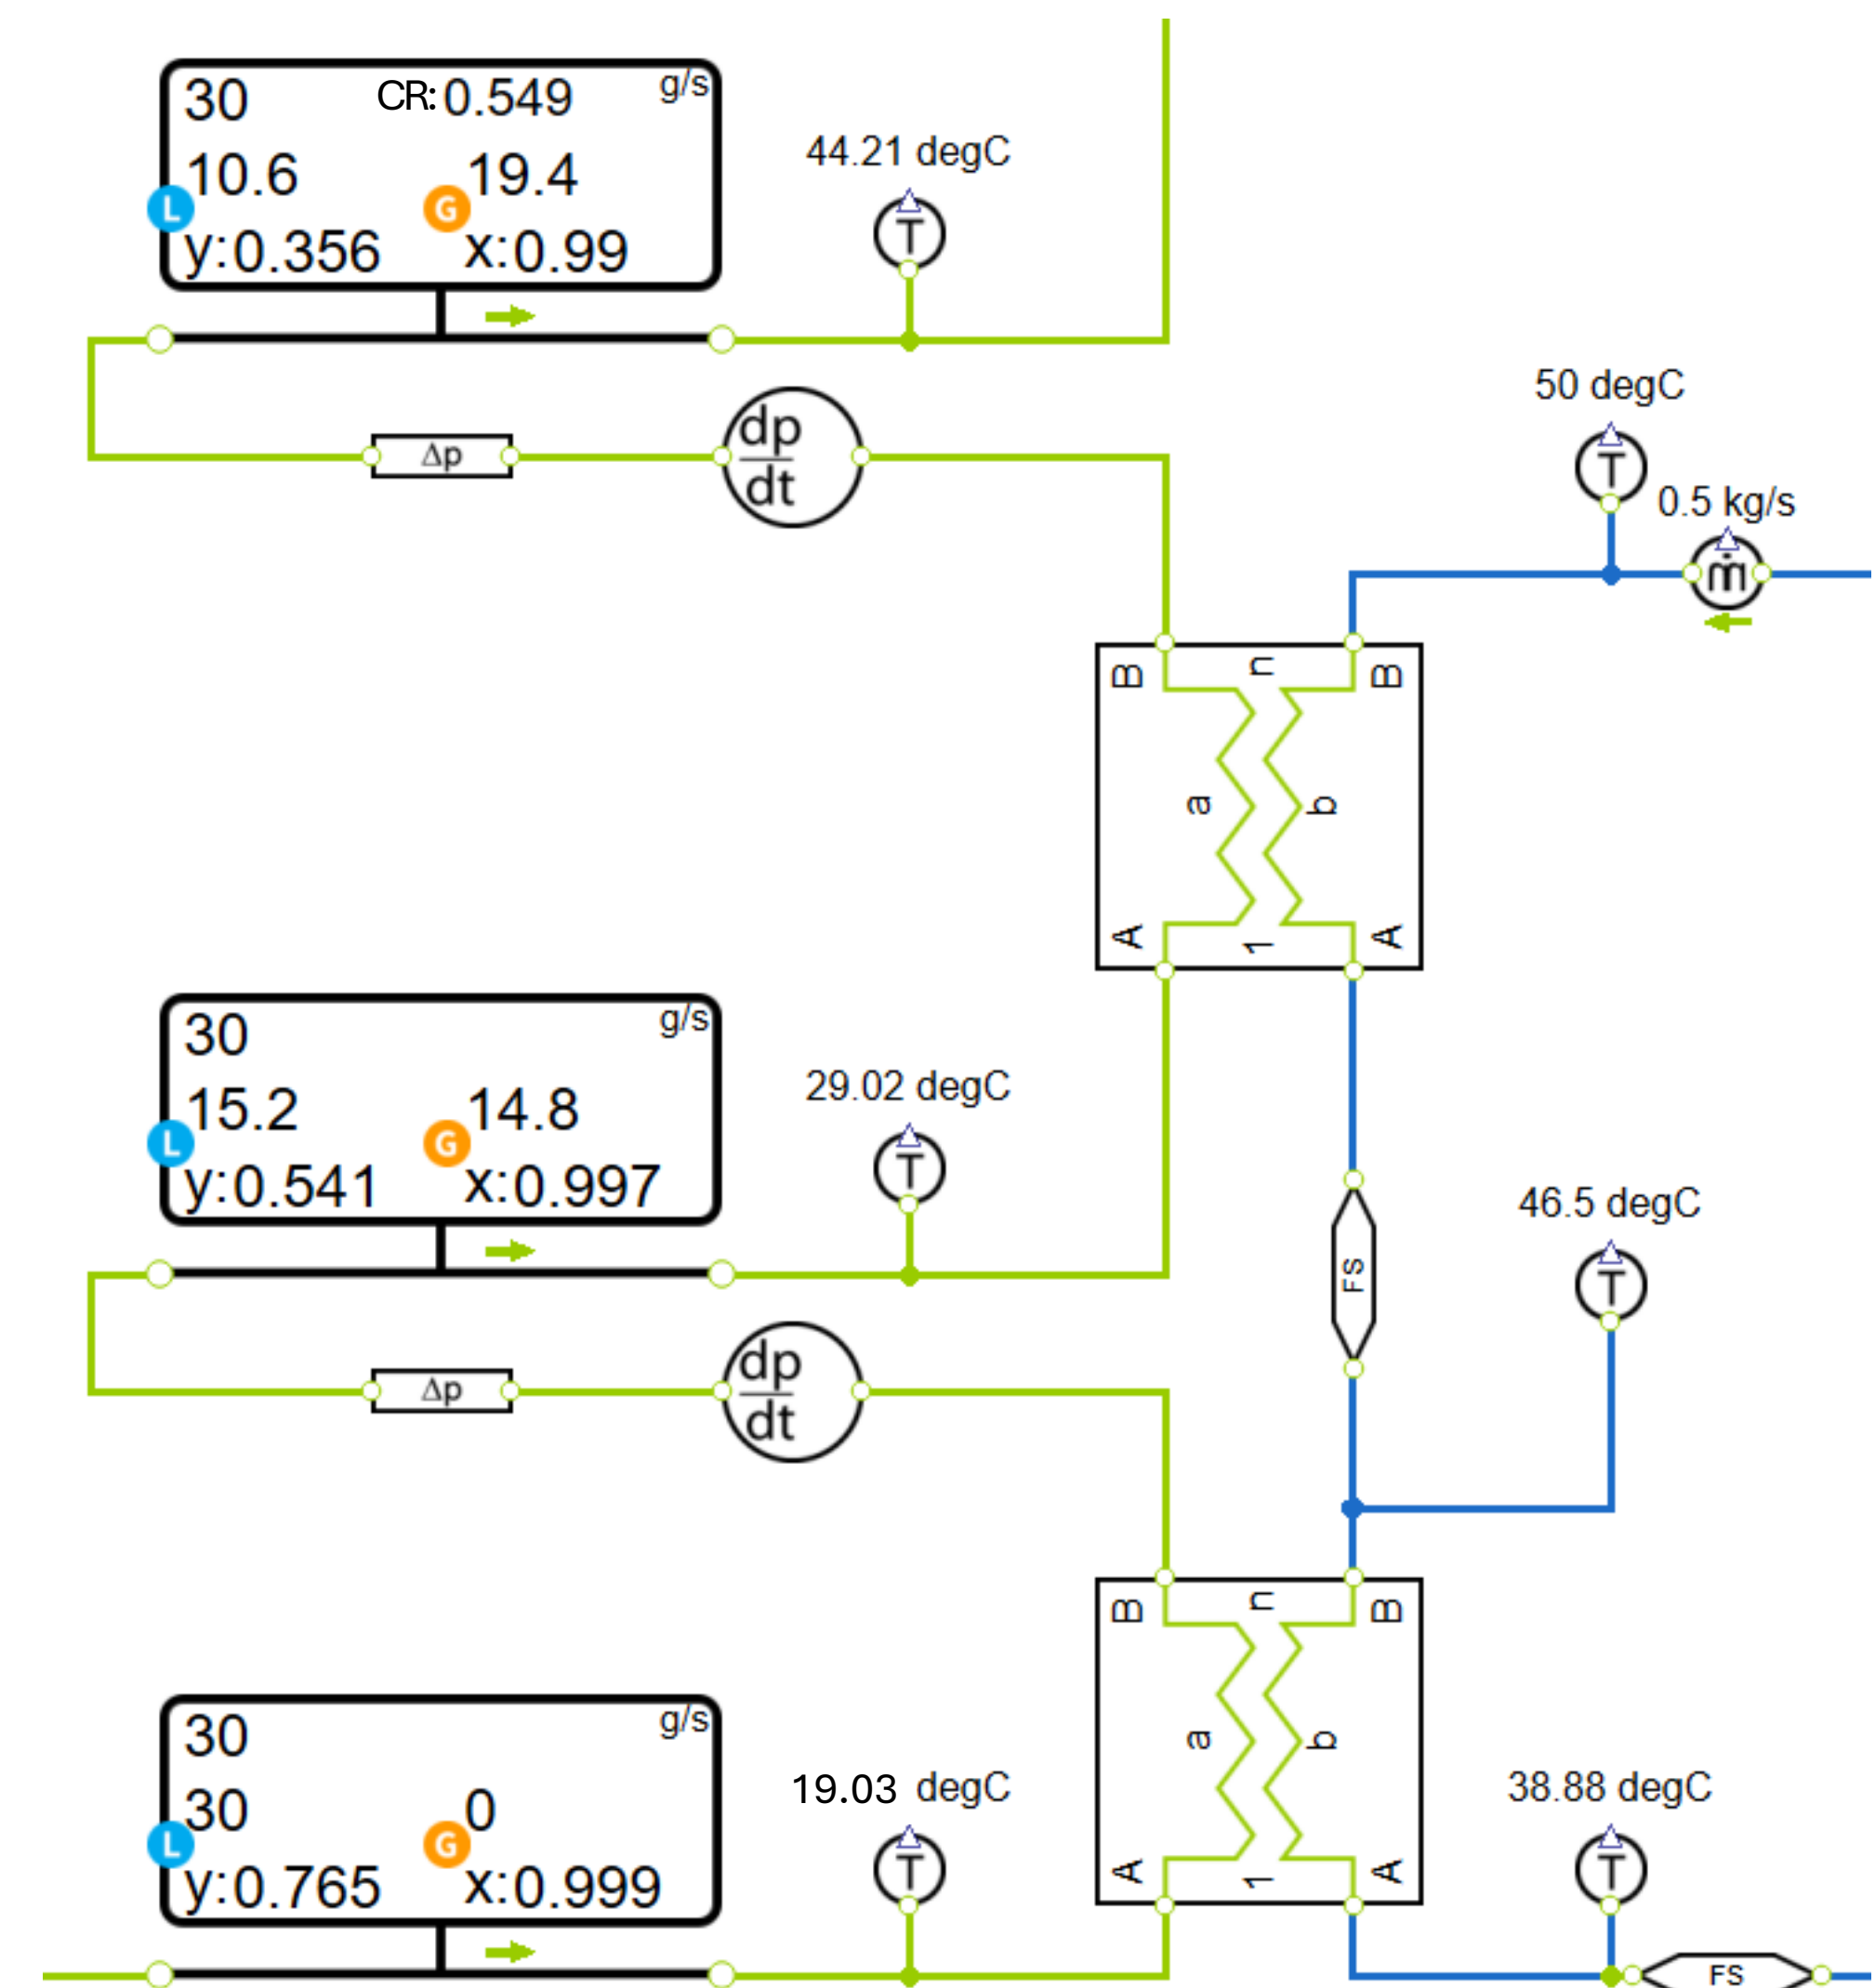 30 CR: 0.549 g/s
10.6 19.4
L G
y: 0.356 x: 0.99
44.21 degC
T
Δp
dp
dt
50 degC
T
0.5 kg/s
ṁ
B n B
a b
A 1 A
30 g/s
15.2 14.8
L G
y: 0.541 x: 0.997
29.02 degC
T
FS
46.5 degC
T
Δp
dp
dt
B n B
a b
A 1 A
30 g/s
30 0
L G
y: 0.765 x: 0.999
19.03 degC
T
38.88 degC
T
FS